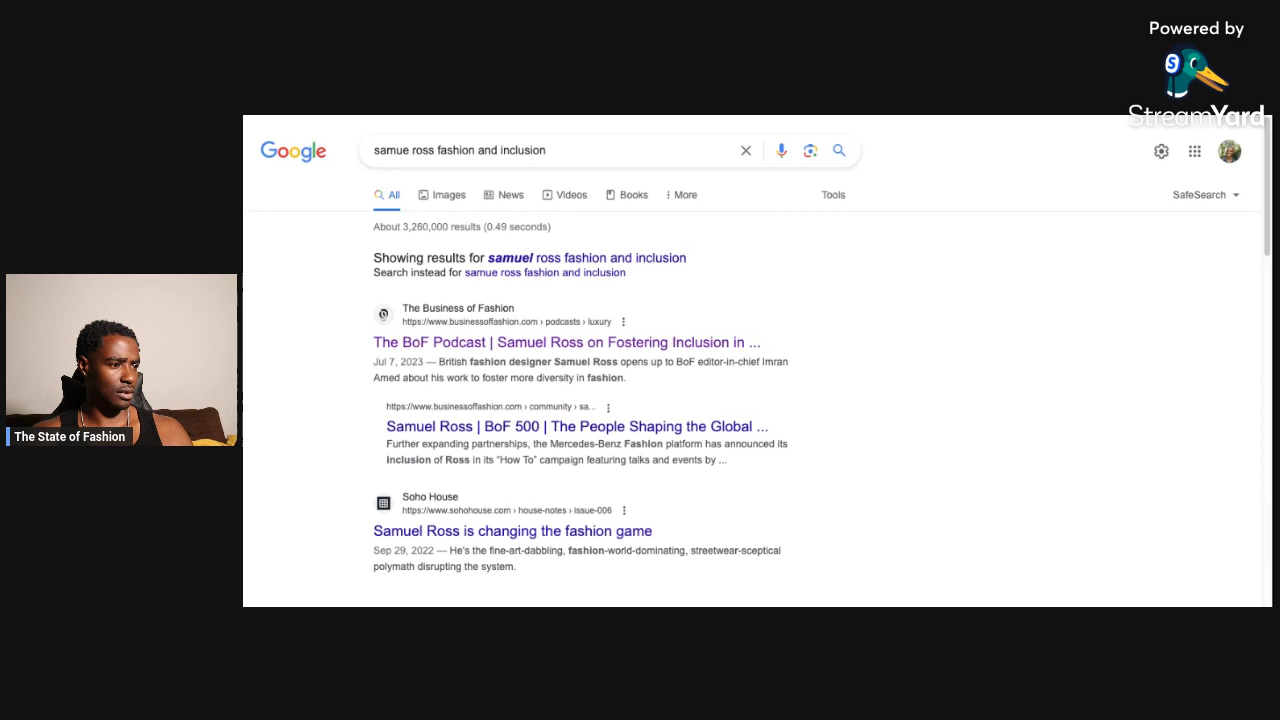 Powered by
StreamYard
Google
samue ross fashion and inclusion
All
Images
News
Videos
Books
More
Tools
SafeSearch
About 3,260,000 results (0.49 seconds)
Showing results for samuel ross fashion and inclusion
Search instead for samue ross fashion and inclusion
The Business of Fashion
https://www.businessoffashion.com › podcasts › luxury
The BoF Podcast | Samuel Ross on Fostering Inclusion in ...
Jul 7, 2023 — British fashion designer Samuel Ross opens up to BoF editor-in-chief Imran
Amed about his work to foster more diversity in fashion.
https://www.businessoffashion.com › community › sa...
Samuel Ross | BoF 500 | The People Shaping the Global ...
Further expanding partnerships, the Mercedes-Benz Fashion platform has announced its
inclusion of Ross in its "How To" campaign featuring talks and events by ...
Soho House
https://www.sohohouse.com › house-notes › issue-006
Samuel Ross is changing the fashion game
Sep 29, 2022 — He's the fine-art-dabbling, fashion-world-dominating, streetwear-sceptical
polymath disrupting the system.
The State of Fashion